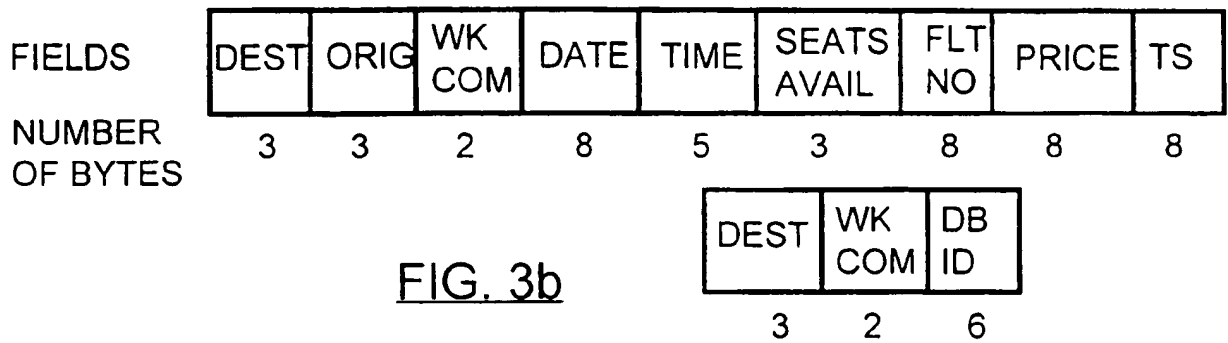 FIELDS DEST ORIG WK COM DATE TIME SEATS AVAIL FLT NO PRICE TS
NUMBER OF BYTES 3 3 2 8 5 3 8 8 8
DEST WK COM DB ID
3 2 6
FIG. 3b